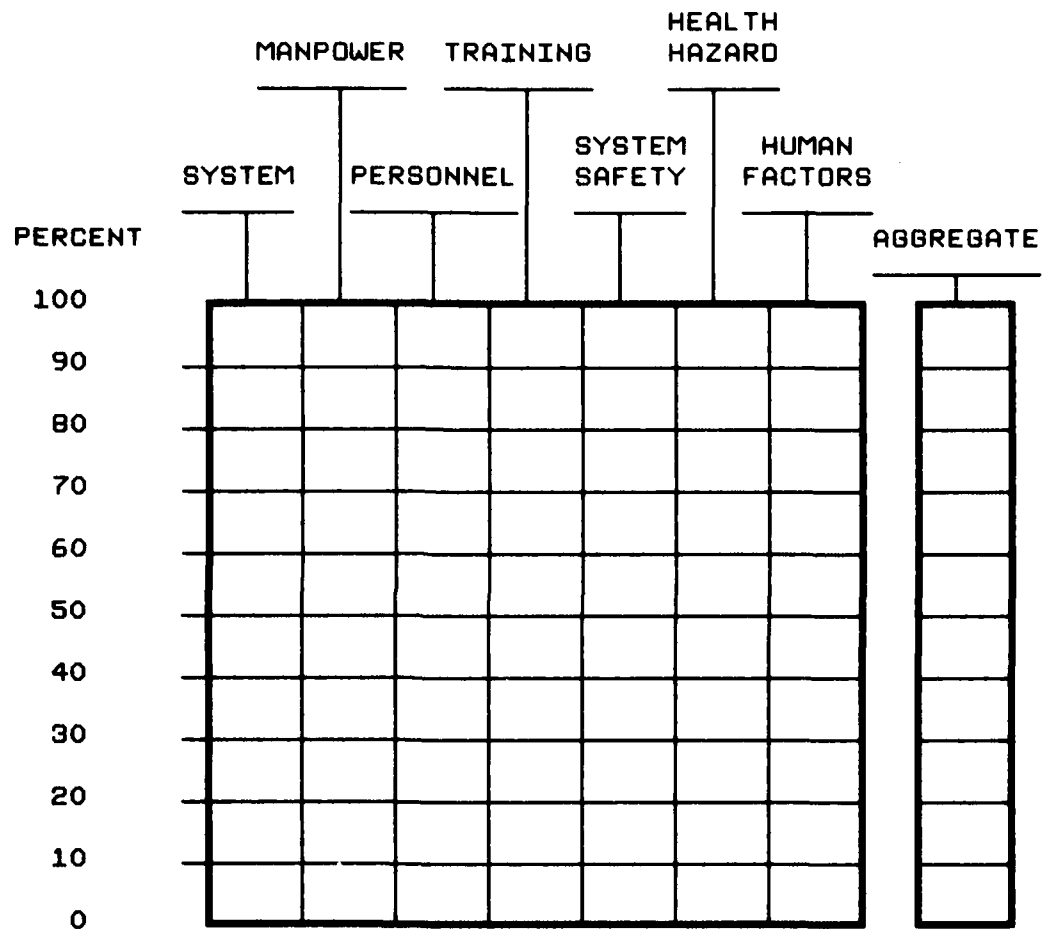 HEALTH
MANPOWER TRAINING HAZARD
SYSTEM HUMAN
SYSTEM PERSONNEL SAFETY FACTORS
PERCENT AGGREGATE
100
90
80
70
60
50
40
30
20
10
0